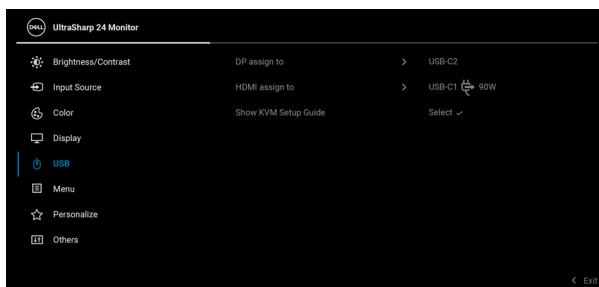 DELL UltraSharp 24 Monitor
Brightness/Contrast DP assign to > USB-C2
Input Source HDMI assign to > USB-C1 90W
Color Show KVM Setup Guide Select ✓
Display
USB
Menu
Personalize
Others
< Exit